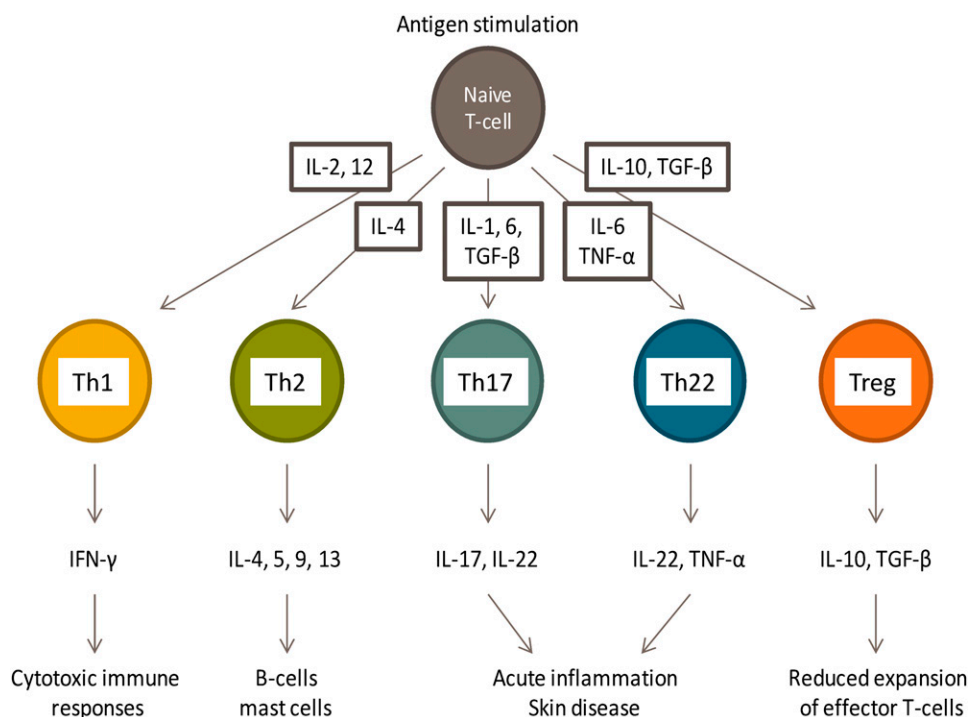 Antigen stimulation
Naive
T-cell
IL-2, 12
IL-10, TGF-β
IL-4
IL-1, 6,
TGF-β
IL-6
TNF-α
Th1
Th2
Th17
Th22
Treg
IFN-γ
IL-4, 5, 9, 13
IL-17, IL-22
IL-22, TNF-α
IL-10, TGF-β
Cytotoxic immune
responses
B-cells
mast cells
Acute inflammation
Skin disease
Reduced expansion
of effector T-cells